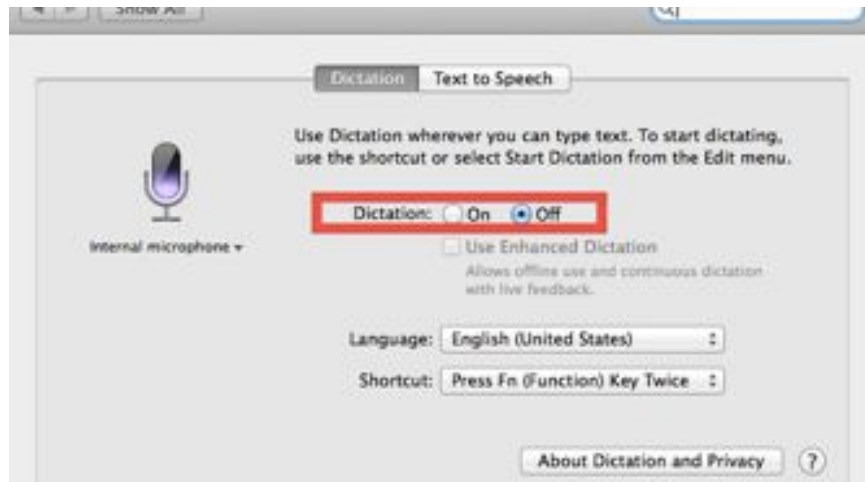 Show All
Dictation Text to Speech
Use Dictation wherever you can type text. To start dictating,
use the shortcut or select Start Dictation from the Edit menu.
Dictation: On Off
Internal microphone
Use Enhanced Dictation
Allows offline use and continuous dictation
with live feedback.
Language: English (United States)
Shortcut: Press Fn (Function) Key Twice
About Dictation and Privacy ?